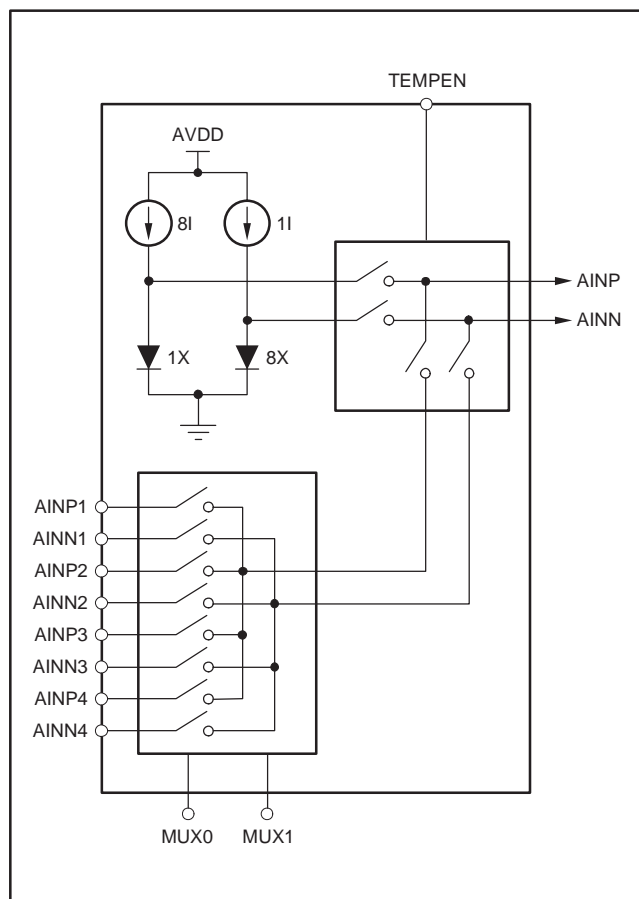 TEMPEN
AVDD
8I
1I
AINP
AINN
1X
8X
AINP1
AINN1
AINP2
AINN2
AINP3
AINN3
AINP4
AINN4
MUX0 MUX1